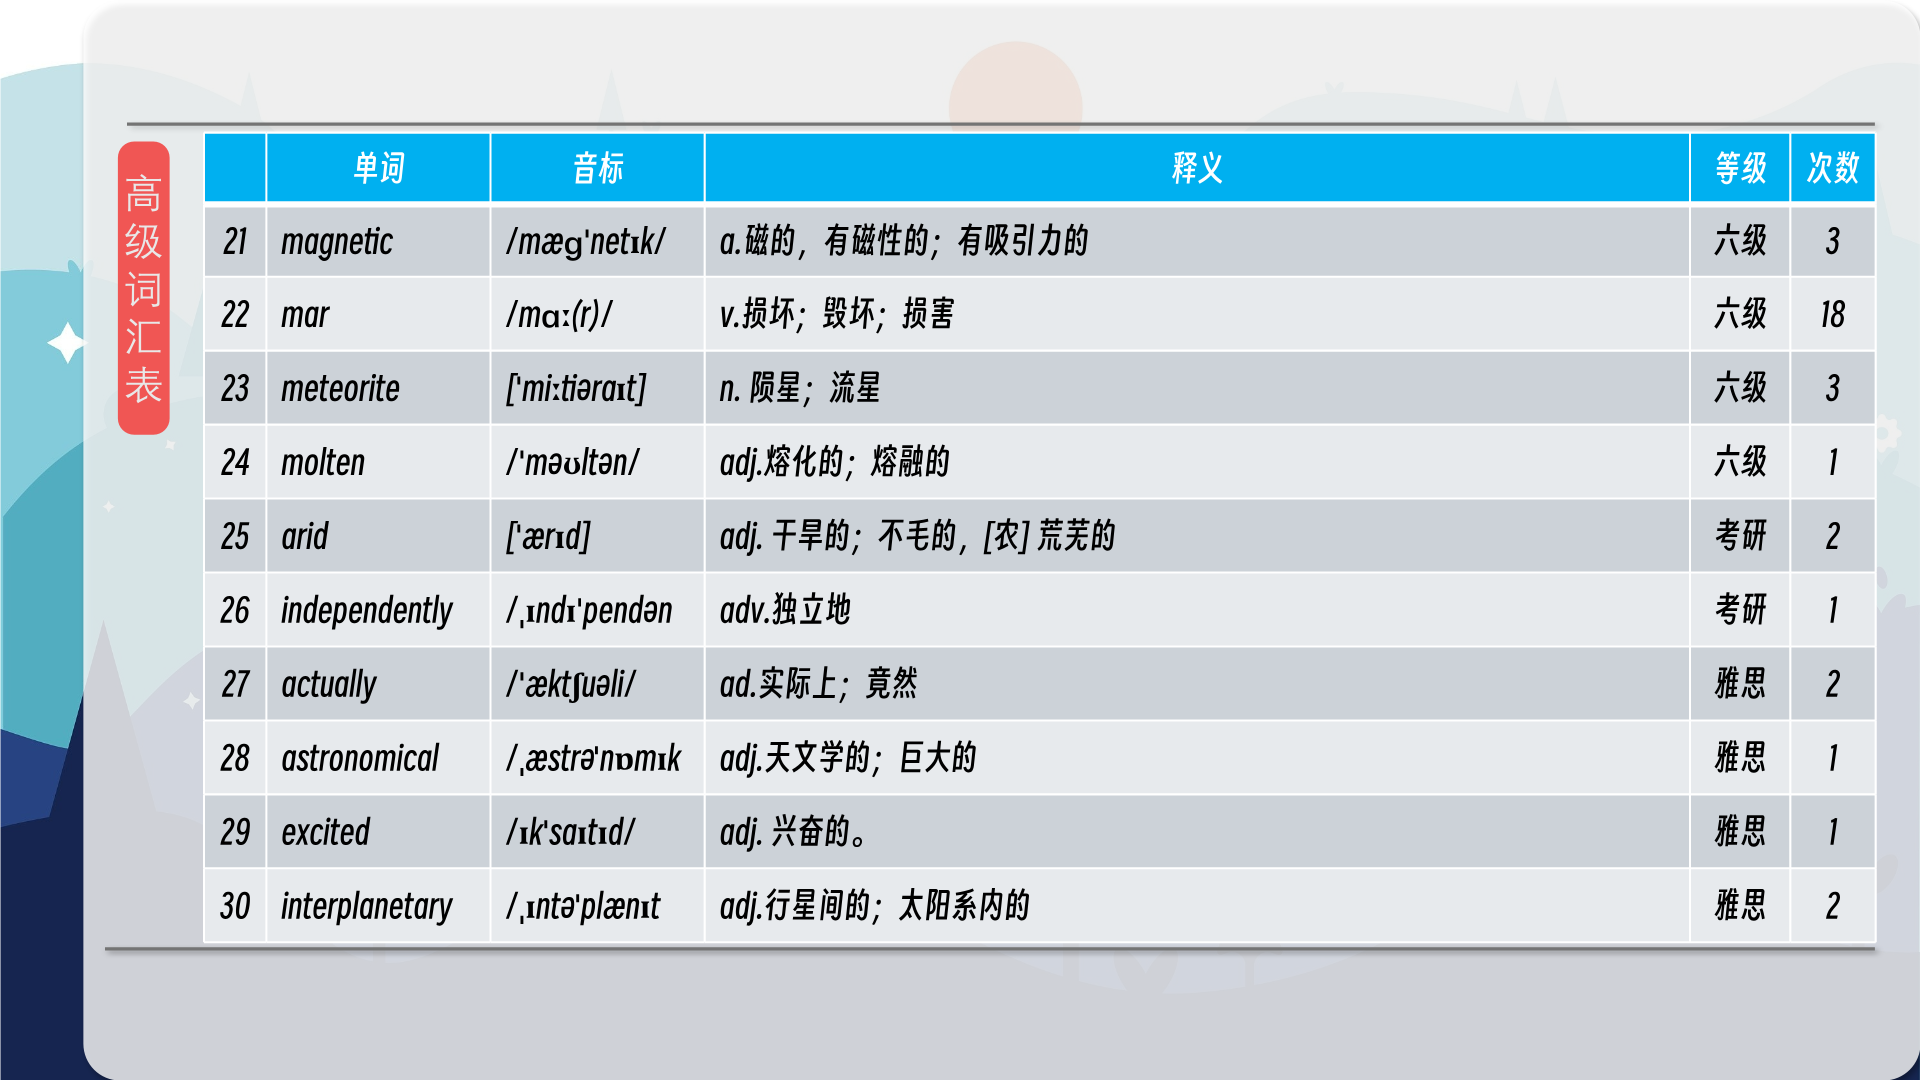 高级词汇表
单词 音标 释义 等级 次数
21 magnetic /mæɡ'netɪk/ a.磁的，有磁性的；有吸引力的 六级 3
22 mar /mɑː(r)/ v.损坏；毁坏；损害 六级 18
23 meteorite ['miːtiəraɪt] n. 陨星；流星 六级 3
24 molten /'məʊltən/ adj.熔化的；熔融的 六级 1
25 arid ['ærɪd] adj. 干旱的；不毛的，[农] 荒芜的 考研 2
26 independently /ˌɪndɪ'pendən adv.独立地 考研 1
27 actually /'æktʃuəli/ ad.实际上；竟然 雅思 2
28 astronomical /ˌæstrə'nɒmɪk adj.天文学的；巨大的 雅思 1
29 excited /ɪk'saɪtɪd/ adj. 兴奋的。 雅思 1
30 interplanetary /ˌɪntə'plænɪt adj.行星间的；太阳系内的 雅思 2